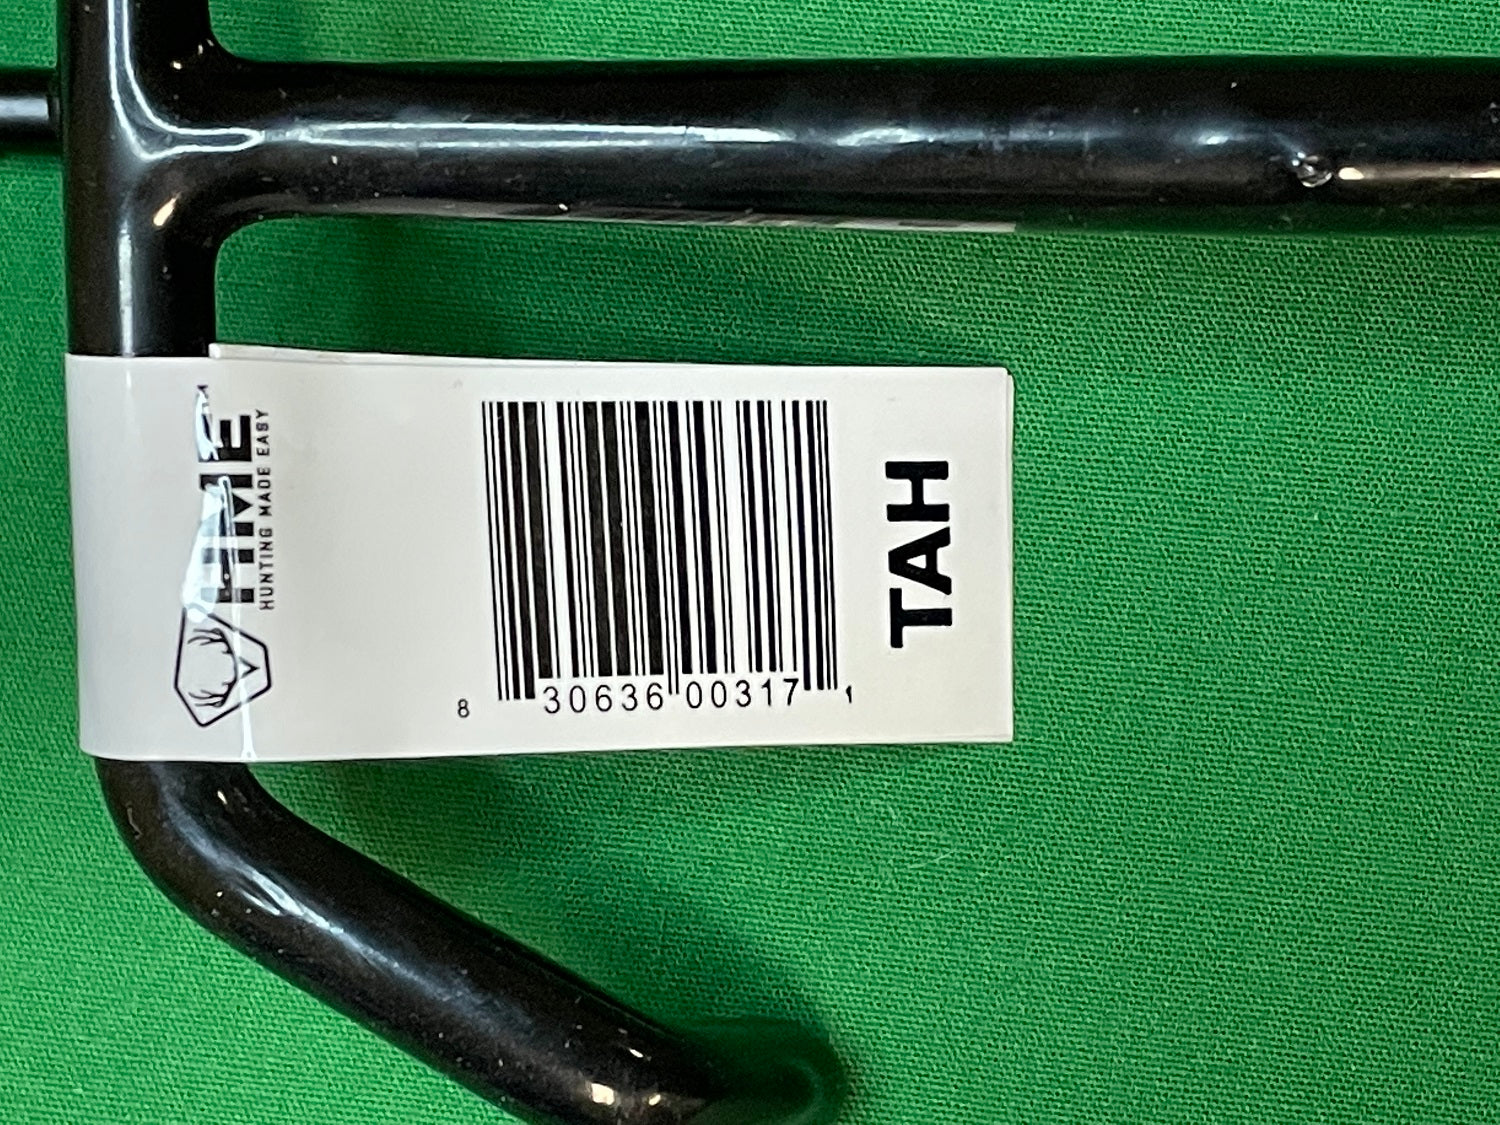 HME
HUNTING MADE EASY
8 30636 00317 1
TAH